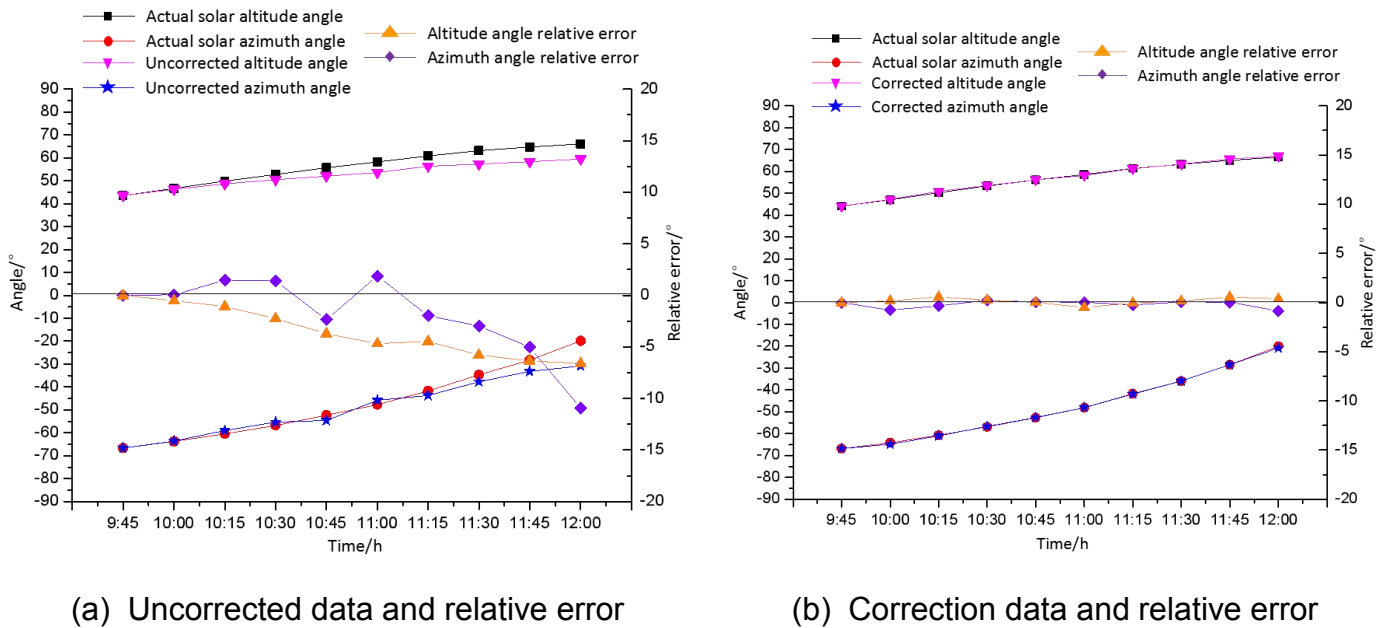 Actual solar altitude angle
Actual solar azimuth angle
Uncorrected altitude angle
Uncorrected azimuth angle
Altitude angle relative error
Azimuth angle relative error
90
80
70
60
50
40
30
20
10
0
-10
-20
-30
-40
-50
-60
-70
-80
-90
Angle/°
20
15
10
5
0
-5
-10
-15
-20
Relative error/°
9:45 10:00 10:15 10:30 10:45 11:00 11:15 11:30 11:45 12:00
Time/h
(a) Uncorrected data and relative error
Actual solar altitude angle
Actual solar azimuth angle
Corrected altitude angle
Corrected azimuth angle
Altitude angle relative error
Azimuth angle relative error
90
80
70
60
50
40
30
20
10
0
-10
-20
-30
-40
-50
-60
-70
-80
-90
Angle/°
20
15
10
5
0
-5
-10
-15
-20
Relative error/°
9:45 10:00 10:15 10:30 10:45 11:00 11:15 11:30 11:45 12:00
Time/h
(b) Correction data and relative error